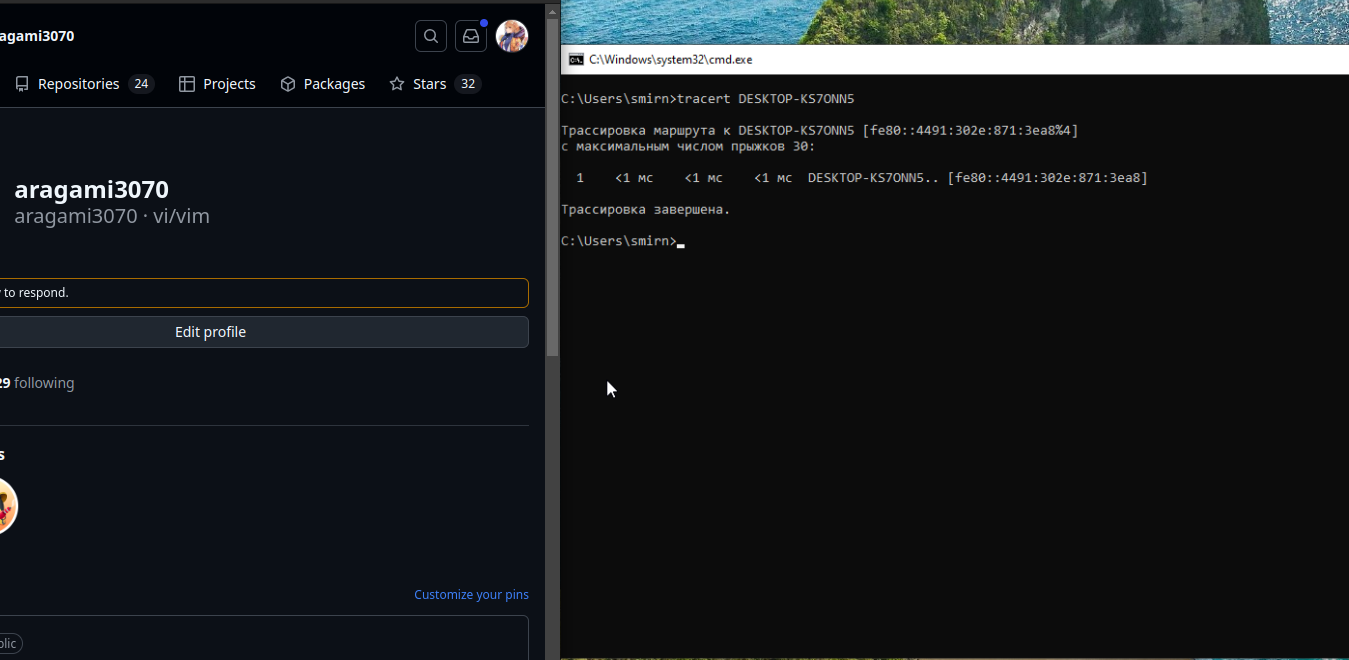 agami3070
Repositories 24 Projects Packages Stars 32
aragami3070
aragami3070 · vi/vim
to respond.
Edit profile
29 following
s
Customize your pins
C:\Windows\system32\cmd.exe
C:\Users\smirn>tracert DESKTOP-KS7ONN5
Трассировка маршрута к DESKTOP-KS7ONN5 [fe80::4491:302e:871:3ea8%4]
с максимальным числом прыжков 30:
1 <1 мс <1 мс <1 мс DESKTOP-KS7ONN5.. [fe80::4491:302e:871:3ea8]
Трассировка завершена.
C:\Users\smirn>